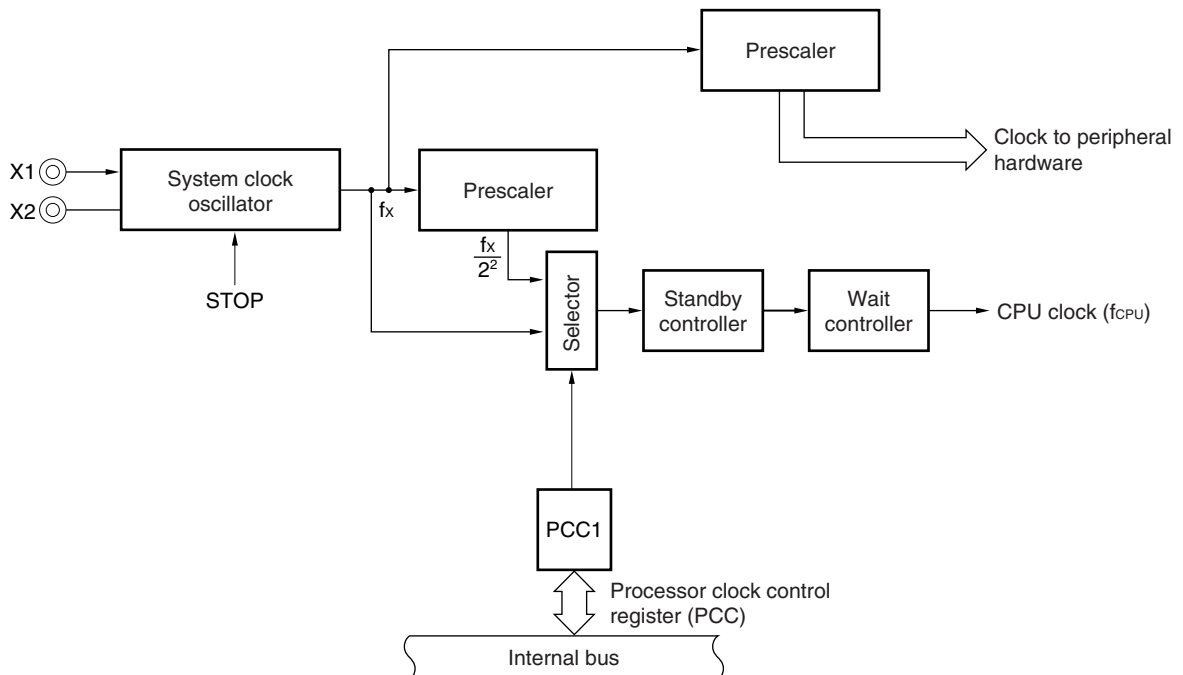 Prescaler
Clock to peripheral
hardware
X1
X2
System clock
oscillator
fX
Prescaler
fX
2²
STOP
Selector
Standby
controller
Wait
controller
CPU clock (fCPU)
PCC1
Processor clock control
register (PCC)
Internal bus